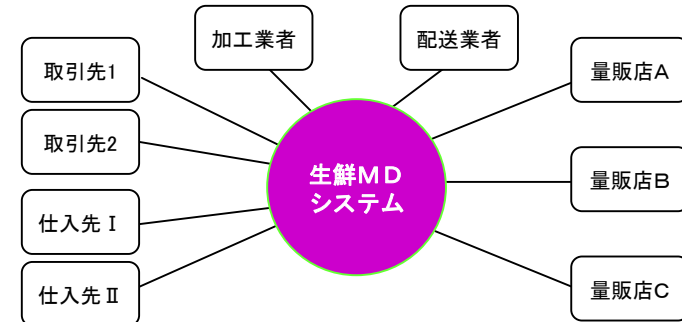 加工業者
配送業者
取引先1
取引先2
仕入先Ⅰ
仕入先Ⅱ
生鮮ＭＤ
システム
量販店A
量販店B
量販店C